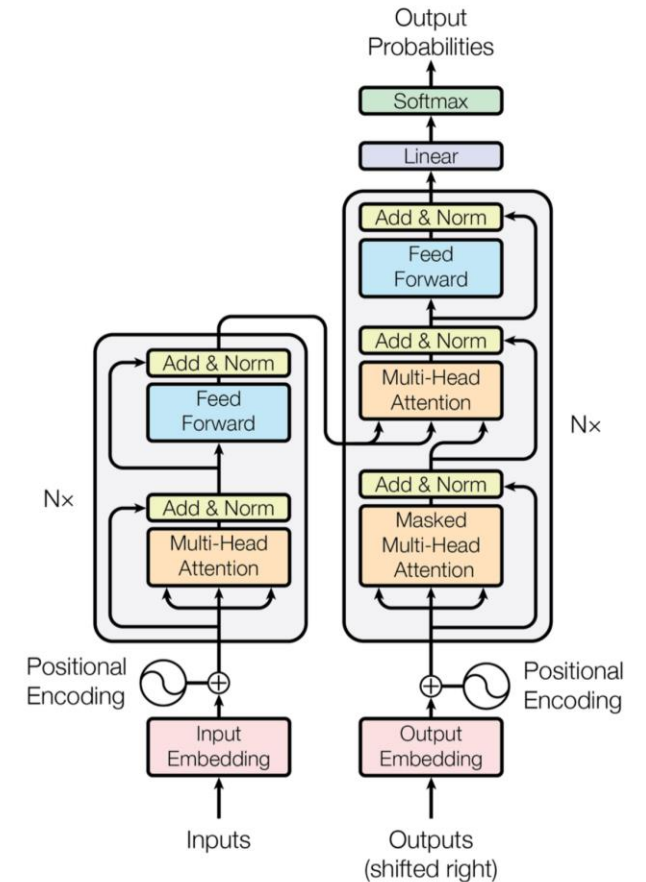 Output
Probabilities
Softmax
Linear
Add & Norm
Feed
Forward
Add & Norm
Multi-Head
Attention
Nx
Add & Norm
Masked
Multi-Head
Attention
Add & Norm
Feed
Forward
Nx
Add & Norm
Multi-Head
Attention
Positional
Encoding
Positional
Encoding
Input
Embedding
Output
Embedding
Inputs
Outputs
(shifted right)